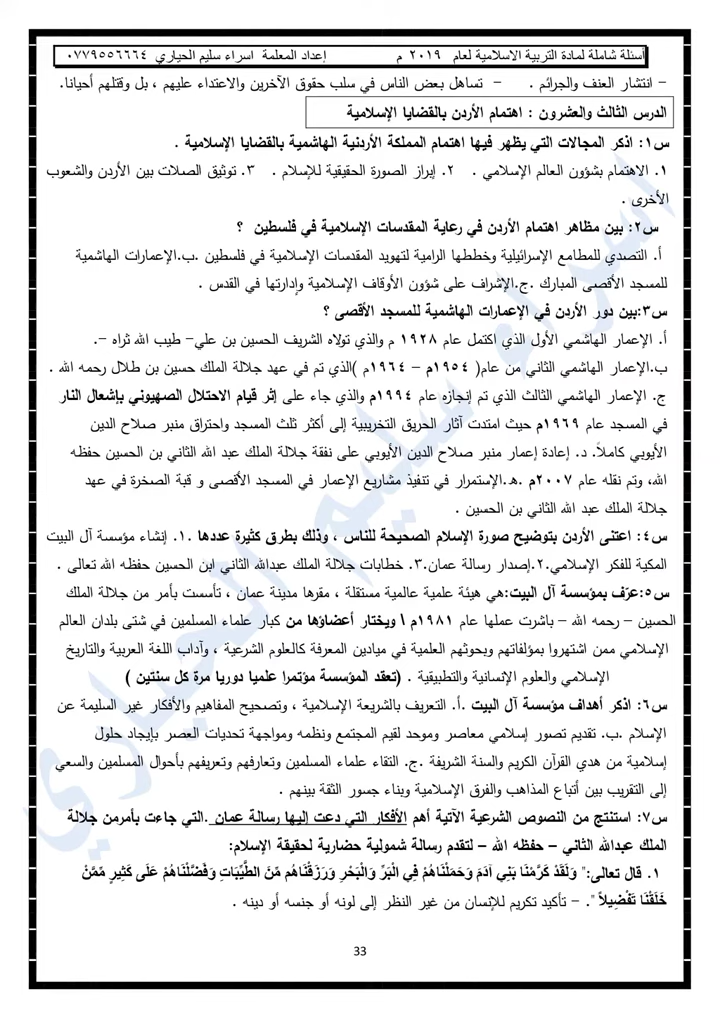 أسئلة شاملة لمادة التربية الاسلامية لعام ٢٠١٩ م إعداد المعلمة اسراء سليم الحياري ٠٧٧٩٥٥٦٦٦٤
- انتشار العنف والجرائم . - تساهل بعض الناس في سلب حقوق الآخرين والاعتداء عليهم ، بل وقتلهم أحيانا.
الدرس الثالث والعشرون : اهتمام الأردن بالقضايا الإسلامية
س١: اذكر المجالات التي يظهر فيها اهتمام المملكة الأردنية الهاشمية بالقضايا الإسلامية .
١. الاهتمام بشؤون العالم الإسلامي . ٢. إبراز الصورة الحقيقية للإسلام . ٣. توثيق الصلات بين الأردن والشعوب
الأخرى .
س٢: بين مظاهر اهتمام الأردن في رعاية المقدسات الإسلامية في فلسطين ؟
أ. التصدي للمطامع الإسرائيلية وخططها الرامية لتهويد المقدسات الإسلامية في فلسطين .ب.الإعمارات الهاشمية
للمسجد الأقصى المبارك .ج.الإشراف على شؤون الأوقاف الإسلامية وإدارتها في القدس .
س٣:بين دور الأردن في الإعمارات الهاشمية للمسجد الأقصى ؟
أ. الإعمار الهاشمي الأول الذي اكتمل عام ١٩٢٨ م والذي تولاه الشريف الحسين بن علي- طيب الله ثراه -.
ب.الإعمار الهاشمي الثاني من عام( ١٩٥٤م – ١٩٦٤م )الذي تم في عهد جلالة الملك حسين بن طلال رحمه الله .
ج. الإعمار الهاشمي الثالث الذي تم إنجازه عام ١٩٩٤م والذي جاء على إثر قيام الاحتلال الصهيوني بإشعال النار
في المسجد عام ١٩٦٩م حيث امتدت آثار الحريق التخريبية إلى أكثر ثلث المسجد واحتراق منبر صلاح الدين
الأيوبي كاملاً. د. إعادة إعمار منبر صلاح الدين الأيوبي على نفقة جلالة الملك عبد الله الثاني بن الحسين حفظه
الله، وتم نقله عام ٢٠٠٧م .ه.الإستمرار في تنفيذ مشاريع الإعمار في المسجد الأقصى و قبة الصخرة في عهد
جلالة الملك عبد الله الثاني بن الحسين .
س٤: اعتنى الأردن بتوضيح صورة الإسلام الصحيحة للناس ، وذلك بطرق كثيرة عددها .١. إنشاء مؤسسة آل البيت
المكية للفكر الإسلامي.٢.إصدار رسالة عمان.٣. خطابات جلالة الملك عبدالله الثاني ابن الحسين حفظه الله تعالى .
س٥:عرّف بمؤسسة آل البيت:هي هيئة علمية عالمية مستقلة ، مقرها مدينة عمان ، تأسست بأمر من جلالة الملك
الحسين – رحمه الله – باشرت عملها عام ١٩٨١م \ ويختار أعضاؤها من كبار علماء المسلمين في شتى بلدان العالم
الإسلامي ممن اشتهروا بمؤلفاتهم وبحوثهم العلمية في ميادين المعرفة كالعلوم الشرعية ، وآداب اللغة العربية والتاريخ
الإسلامي والعلوم الإنسانية والتطبيقية . (تعقد المؤسسة مؤتمرا علميا دوريا مرة كل سنتين )
س٦: اذكر أهداف مؤسسة آل البيت .أ. التعريف بالشريعة الإسلامية ، وتصحيح المفاهيم والأفكار غير السليمة عن
الإسلام .ب. تقديم تصور إسلامي معاصر وموحد لقيم المجتمع ونظمه ومواجهة تحديات العصر بإيجاد حلول
إسلامية من هدي القرآن الكريم والسنة الشريفة .ج. التقاء علماء المسلمين وتعارفهم وتعريفهم بأحوال المسلمين والسعي
إلى التقريب بين أتباع المذاهب والفرق الإسلامية وبناء جسور الثقة بينهم .
س٧: استنتج من النصوص الشرعية الآتية أهم الأفكار التي دعت إليها رسالة عمان .التي جاءت بأمرمن جلالة
الملك عبدالله الثاني – حفظه الله – لتقدم رسالة شمولية حضارية لحقيقة الإسلام:
١. قال تعالى:" وَلَقَدْ كَرَّمْنَا بَنِي آدَمَ وَحَمَلْنَاهُمْ فِي الْبَرِّ وَالْبَحْرِ وَرَزَقْنَاهُم مِّنَ الطَّيِّبَاتِ وَفَضَّلْنَاهُمْ عَلَى كَثِيرٍ مِّمَّنْ
خَلَقْنَا تَفْضِيلاً ". – تأكيد تكريم للإنسان من غير النظر إلى لونه أو جنسه أو دينه .
33
اسراء سليم الحياري